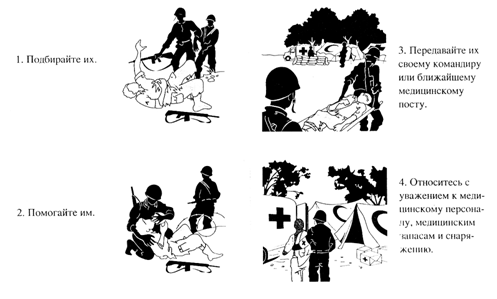 1. Подбирайте их.
2. Помогайте им.
3. Передавайте их
своему командиру
или ближайшему
медицинскому
посту.
4. Относитесь с
уважением к меди-
цинскому персона-
лу, медицинским
запасам и снаря-
жению.